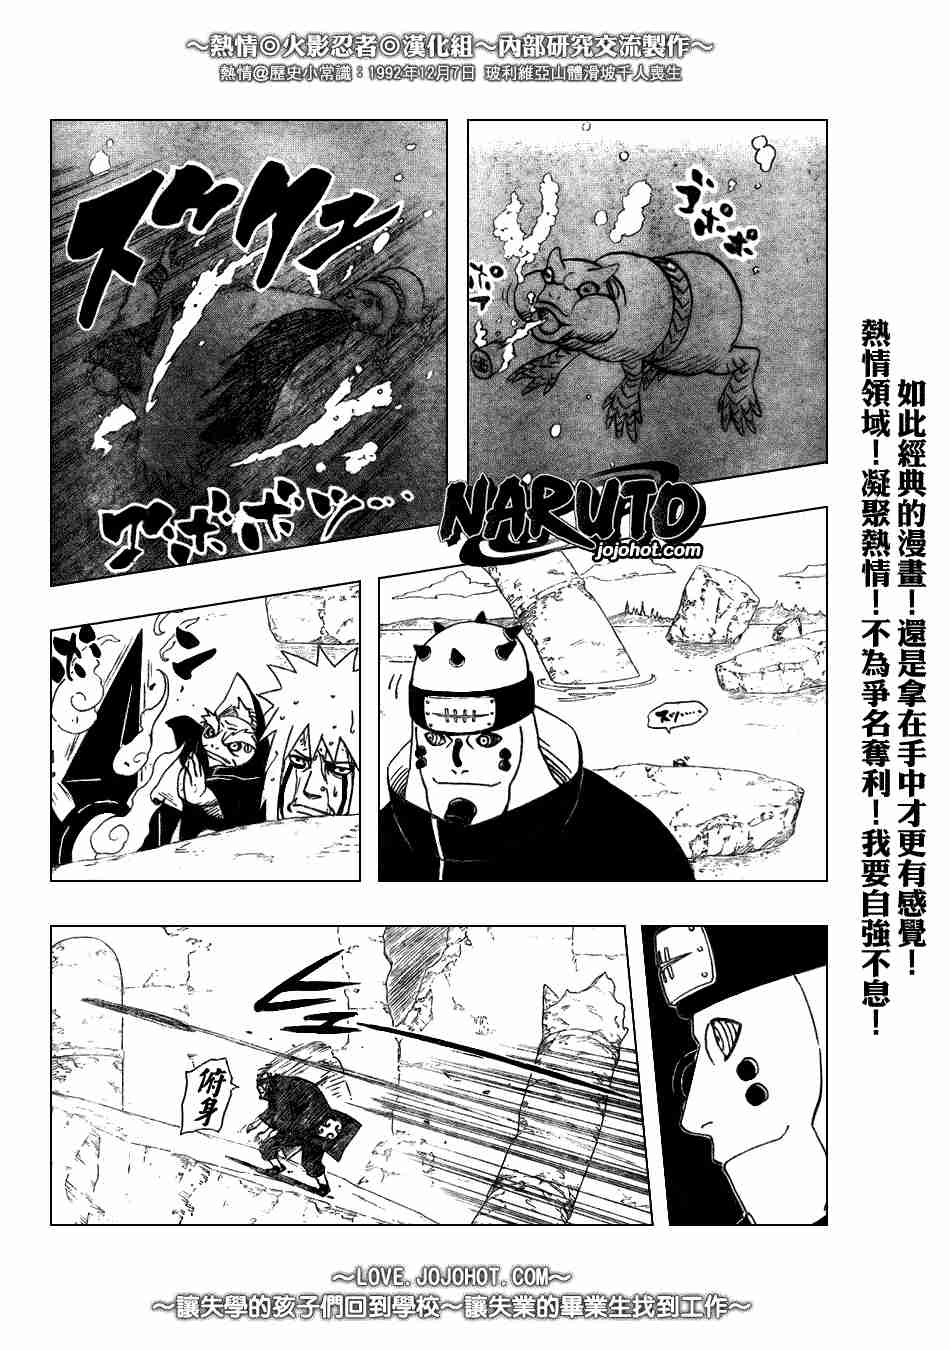 ～熱情◎火影忍者◎漢化組～內部研究交流製作～
熱情@歷史小常識：1992年12月7日 玻利維亞山體滑坡千人喪生
ズウウクユ
ゴポポポ
アボボボッ…
NARUTO
jojohot.com
ズッ……
俯身
如此經典的漫畫！還是拿在手中才更有感覺！
熱情領域！凝聚熱情！不為爭名奪利！我要自強不息！
～LOVE.JOJOHOT.COM～
～讓失學的孩子們回到學校～讓失業的畢業生找到工作～